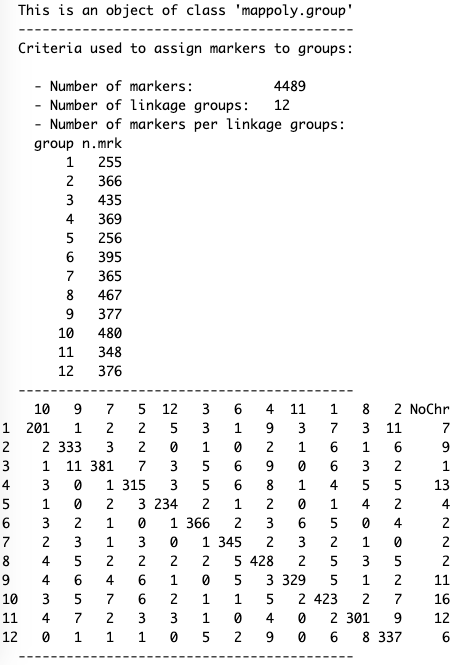 This is an object of class 'mappoly.group'
------------------------------------------
Criteria used to assign markers to groups:
- Number of markers: 4489
- Number of linkage groups: 12
- Number of markers per linkage groups:
group n.mrk
1 255
2 366
3 435
4 369
5 256
6 395
7 365
8 467
9 377
10 480
11 348
12 376
------------------------------------------
10 9 7 5 12 3 6 4 11 1 8 2 NoChr
1 201 1 2 2 5 3 1 9 3 7 3 11 7
2 2 333 3 2 0 1 0 2 1 6 1 6 9
3 1 11 381 7 3 5 6 9 0 6 3 2 1
4 3 0 1 315 3 5 6 8 1 4 5 5 13
5 1 0 2 3 234 2 1 2 0 1 4 2 4
6 3 2 1 0 1 366 2 3 6 5 0 4 2
7 2 3 1 3 0 1 345 2 3 2 1 0 2
8 4 5 2 2 2 2 5 428 2 5 3 5 2
9 4 6 4 6 1 0 5 3 329 5 1 2 11
10 3 5 7 6 2 1 1 5 2 423 2 7 16
11 4 7 2 3 3 1 0 4 0 2 301 9 12
12 0 1 1 1 0 5 2 9 0 6 8 337 6
------------------------------------------